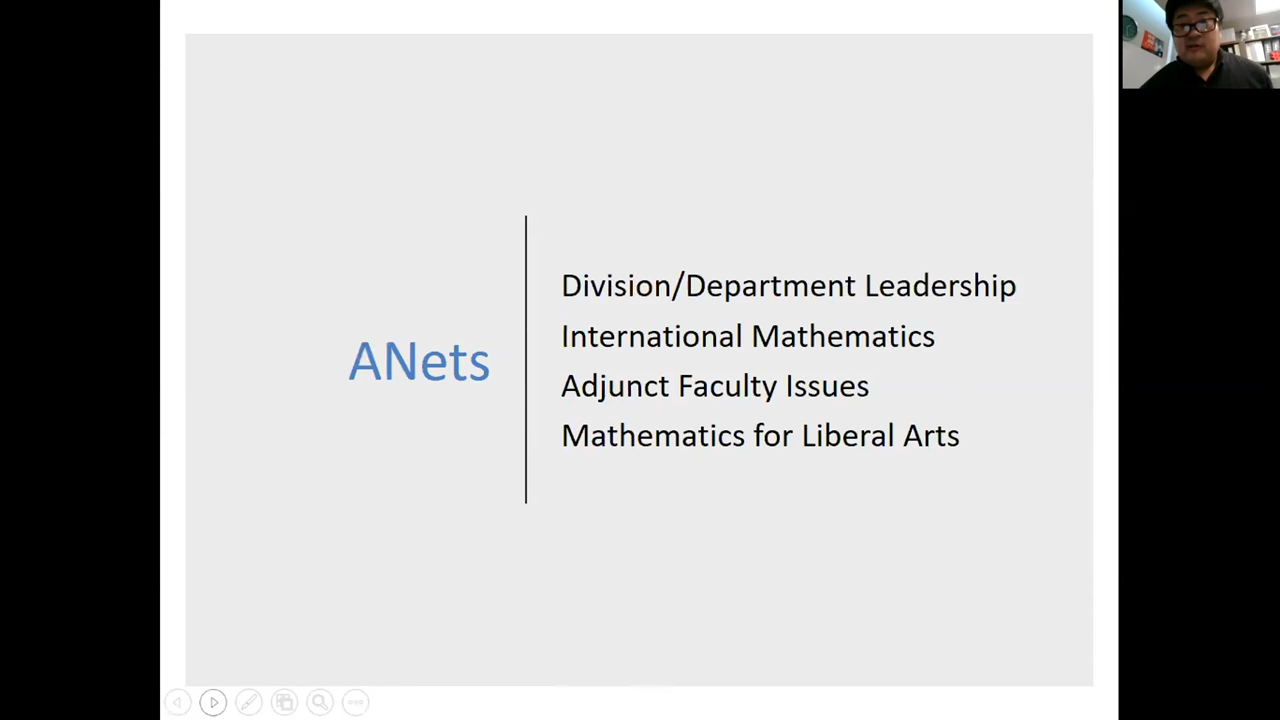 ANets
Division/Department Leadership
International Mathematics
Adjunct Faculty Issues
Mathematics for Liberal Arts